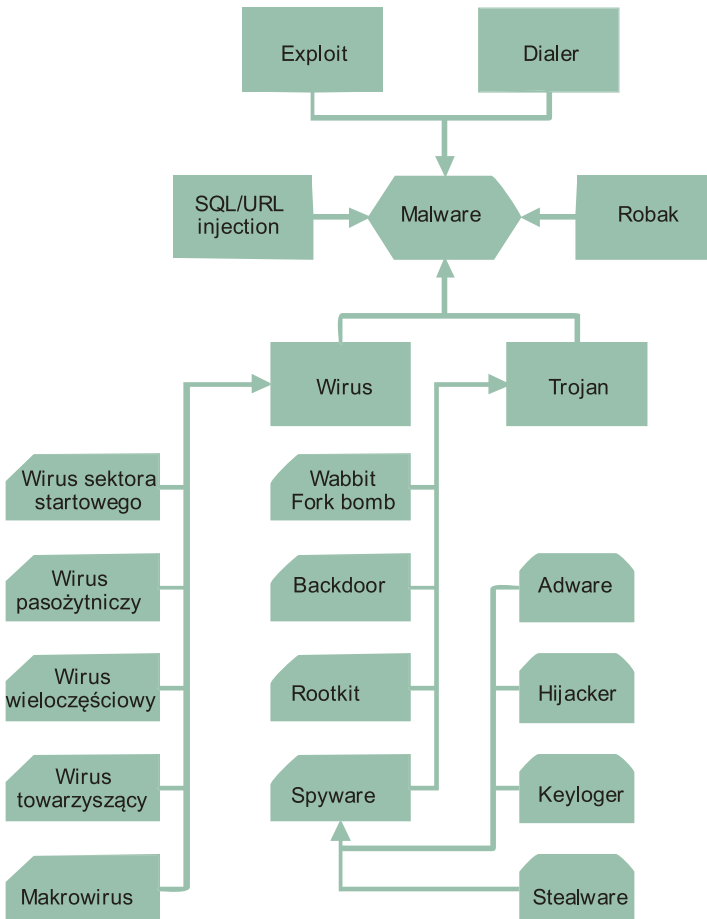 Exploit
Dialer
SQL/URL
injection
Malware
Robak
Wirus
Trojan
Wirus sektora
startowego
Wabbit
Fork bomb
Wirus
pasożytniczy
Backdoor
Adware
Wirus
wieloczęściowy
Rootkit
Hijacker
Wirus
towarzyszący
Spyware
Keyloger
Makrowirus
Stealware